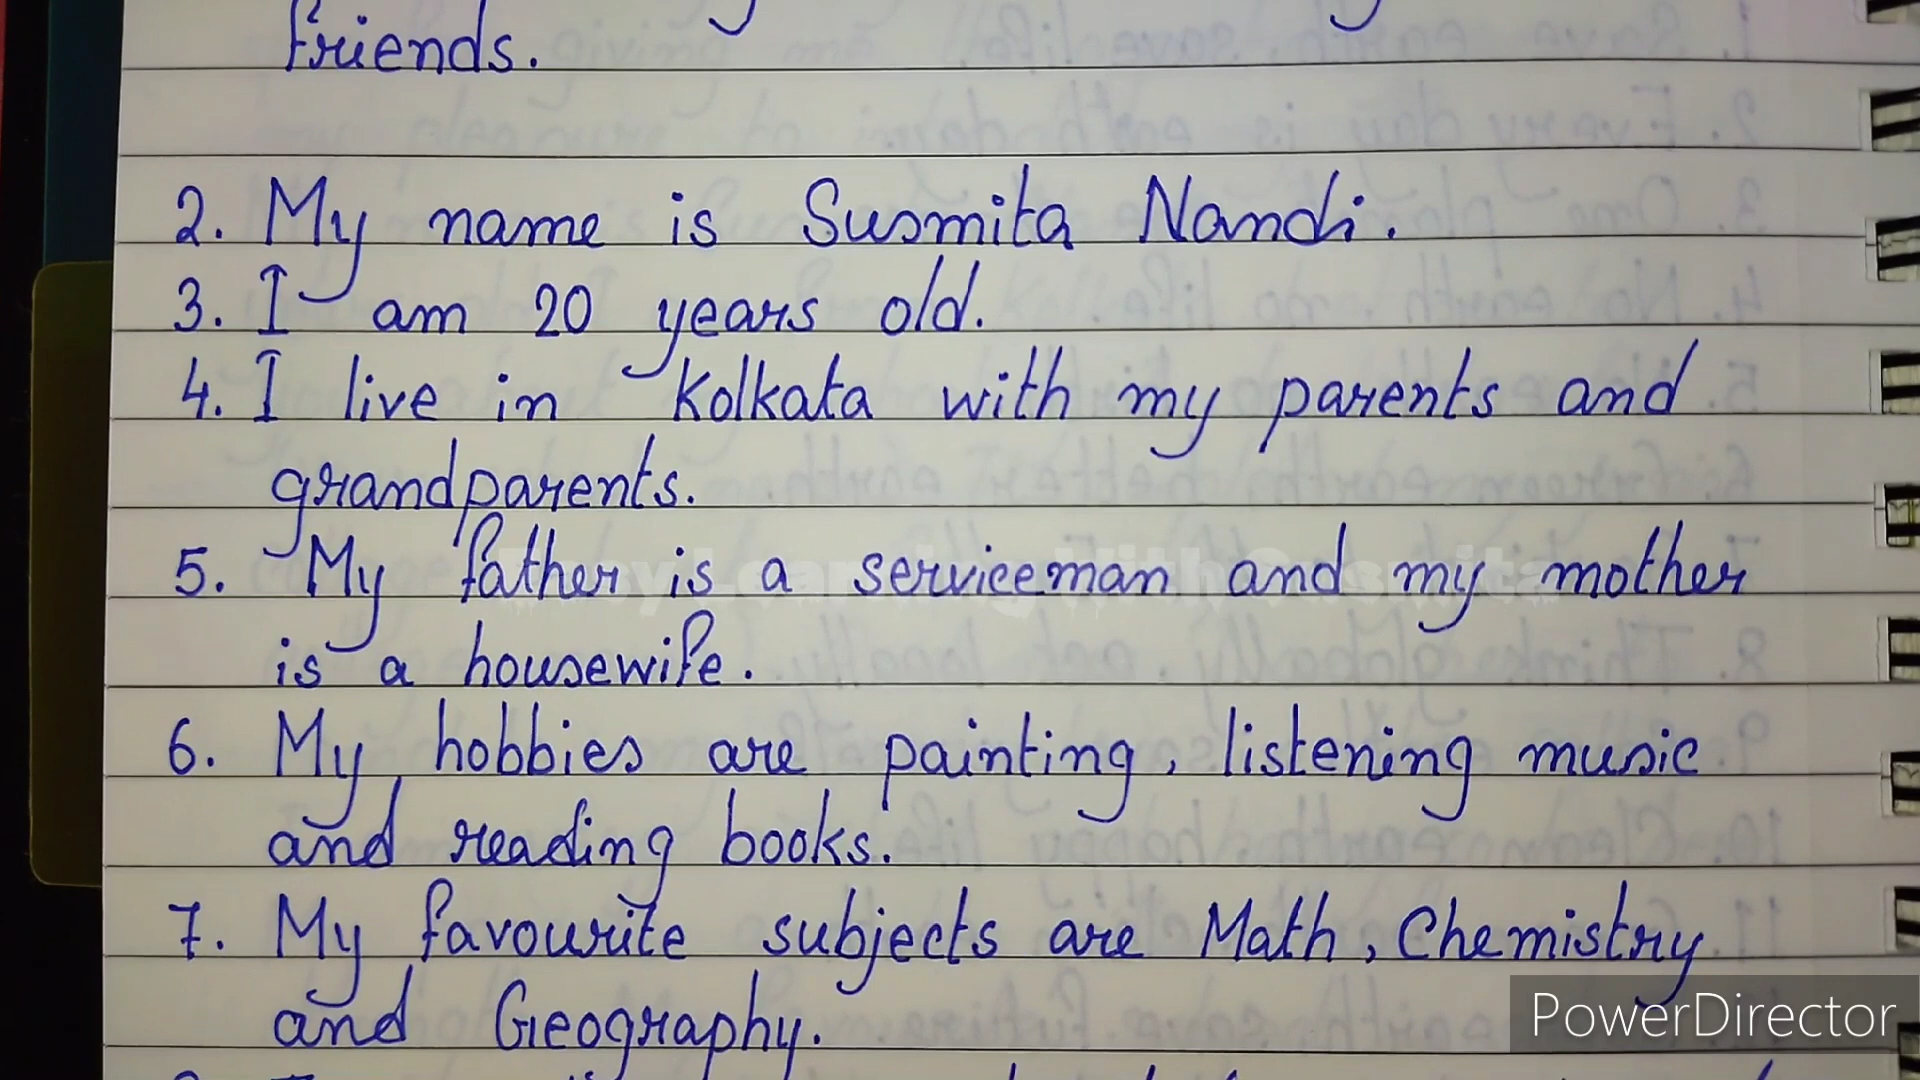 friends.
2. My name is Susmita Nandi.
3. I am 20 years old.
4. I live in Kolkata with my parents and
grandparents.
5. My father is a serviceman and my mother
is a housewife.
6. My hobbies are painting, listening music
and reading books.
7. My favourite subjects are Math, Chemistry
and Geography.
PowerDirector